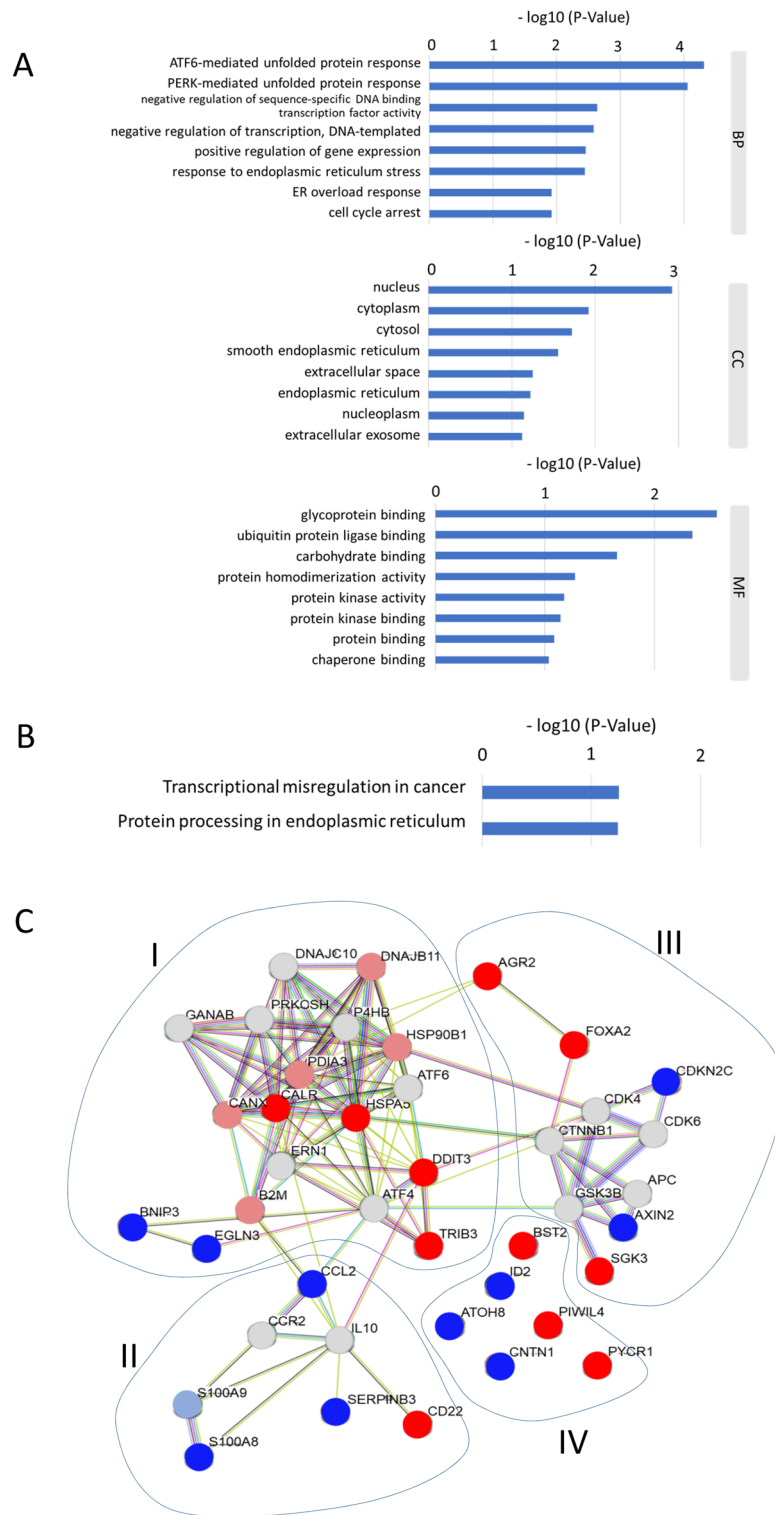 A
- log10 (P-Value)
0 1 2 3 4
ATF6-mediated unfolded protein response
PERK-mediated unfolded protein response
negative regulation of sequence-specific DNA binding
transcription factor activity
negative regulation of transcription, DNA-templated
positive regulation of gene expression
response to endoplasmic reticulum stress
ER overload response
cell cycle arrest
BP
- log10 (P-Value)
0 1 2 3
nucleus
cytoplasm
cytosol
smooth endoplasmic reticulum
extracellular space
endoplasmic reticulum
nucleoplasm
extracellular exosome
CC
- log10 (P-Value)
0 1 2
glycoprotein binding
ubiquitin protein ligase binding
carbohydrate binding
protein homodimerization activity
protein kinase activity
protein kinase binding
protein binding
chaperone binding
MF
B
- log10 (P-Value)
0 1 2
Transcriptional misregulation in cancer
Protein processing in endoplasmic reticulum
C
I
DNAJC10
DNAJB11
GANAB
PRKCSH
P4HB
HSP90B1
PDIA3
ATF6
CANX
CALR
HSPA5
ERN1
DDIT3
B2M
ATF4
BNIP3
EGLN3
TRIB3
III
AGR2
FOXA2
CDKN2C
CDK4
CTNNB1
CDK6
APC
GSK3B
AXIN2
SGK3
II
CCL2
CCR2
IL10
S100A9
SERPINB3
CD22
S100A8
BST2
ID2
ATOH8
PIWIL4
CNTN1
PYCR1
IV